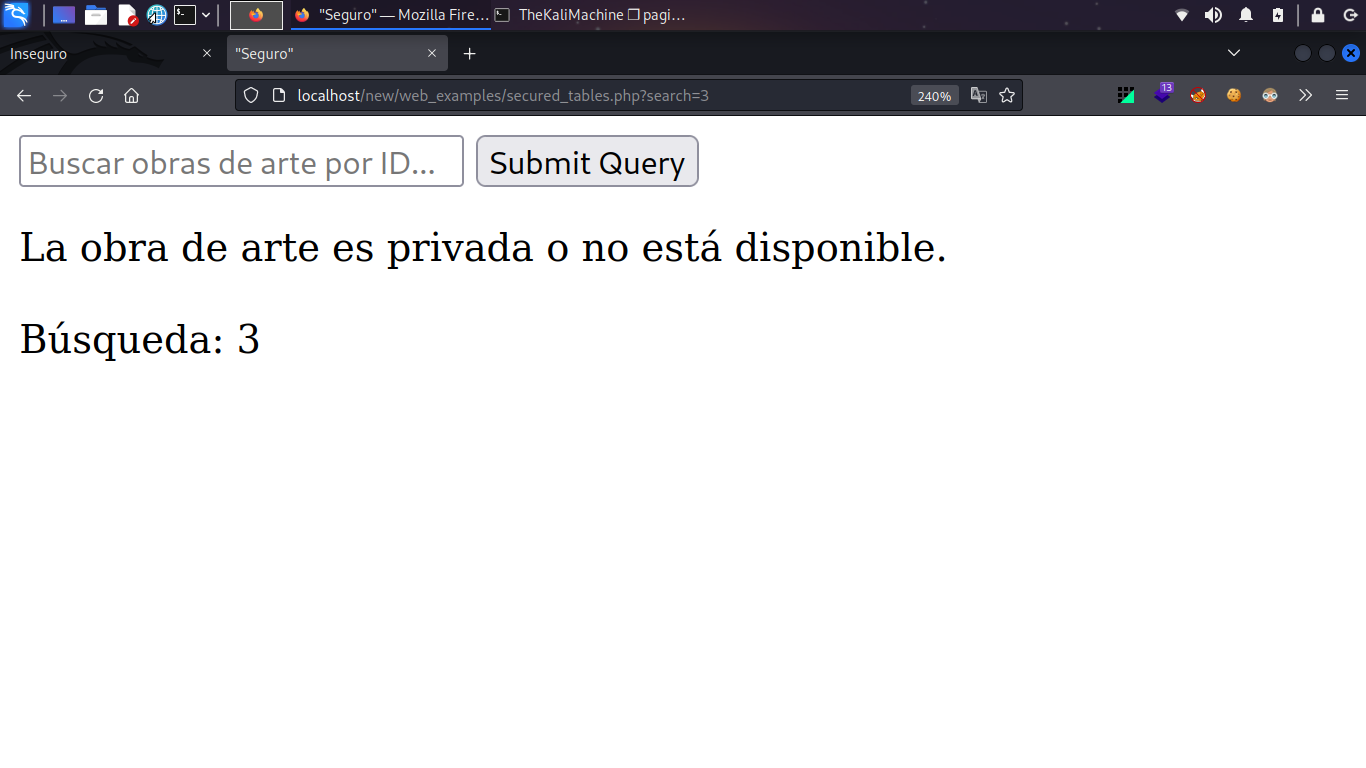 "Seguro" — Mozilla Fire...
TheKaliMachine ❐ pagi...
Inseguro
"Seguro"
localhost/new/web_examples/secured_tables.php?search=3
240%
13
Buscar obras de arte por ID...
Submit Query
La obra de arte es privada o no está disponible.
Búsqueda: 3